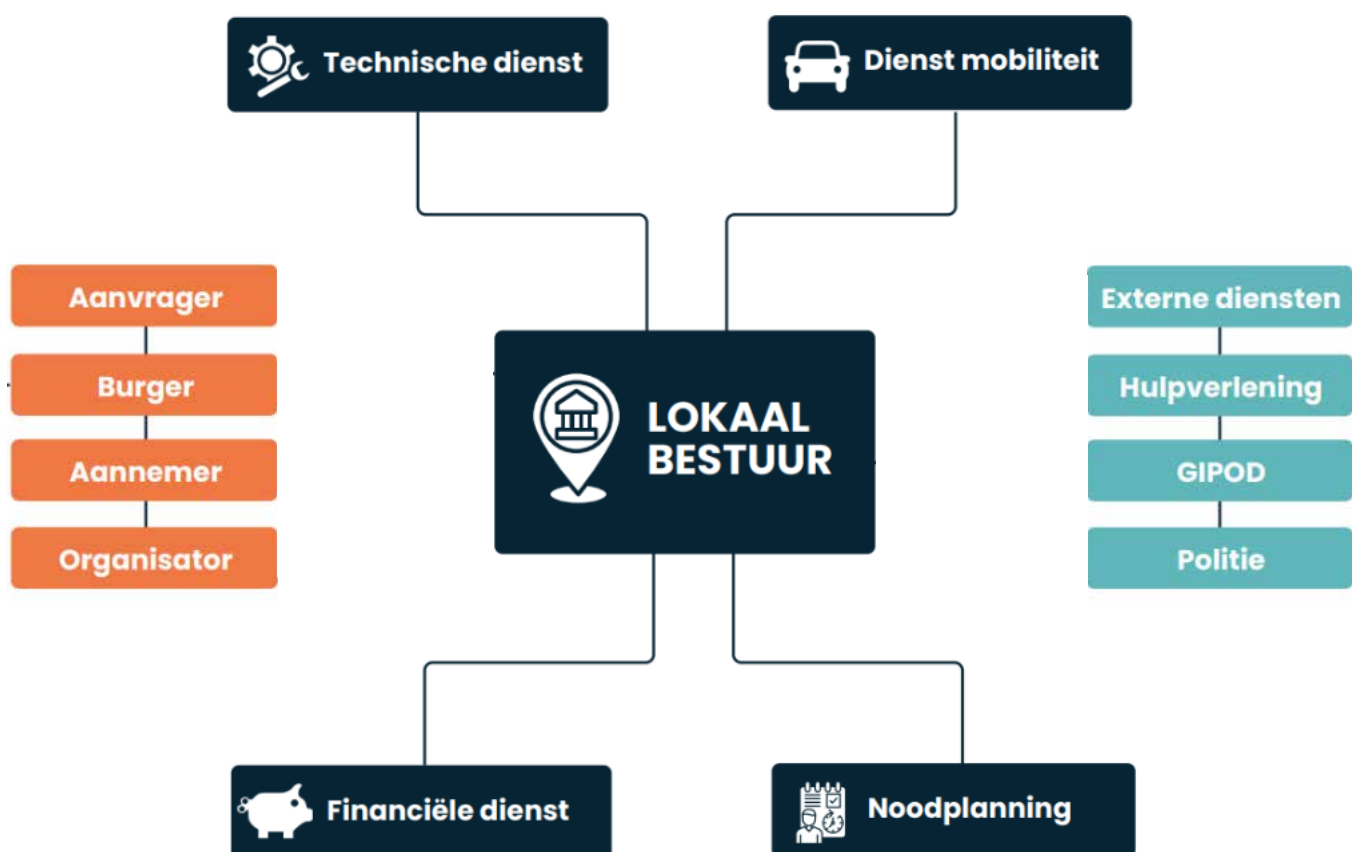 Technische dienst
Dienst mobiliteit
Aanvrager
Burger
Aannemer
Organisator
LOKAAL
BESTUUR
Externe diensten
Hulpverlening
GIPOD
Politie
Financiële dienst
Noodplanning